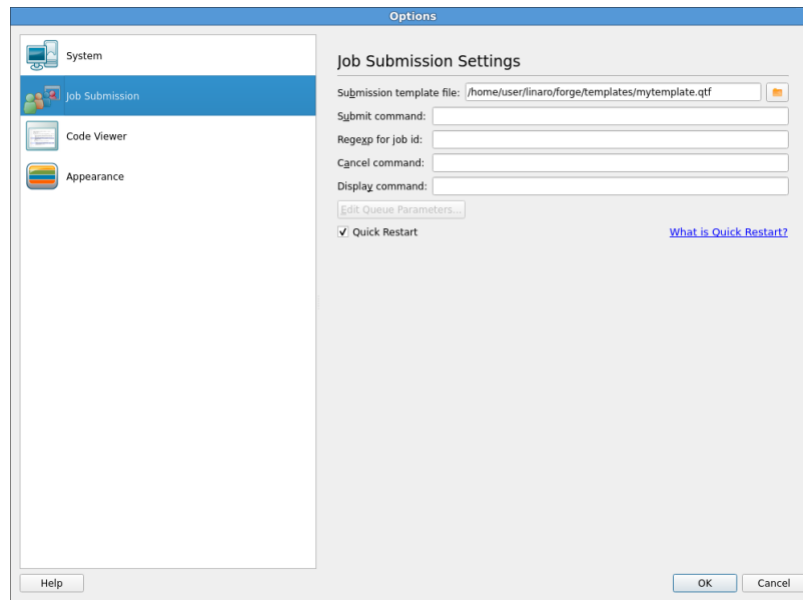 Options
System
Job Submission
Code Viewer
Appearance
Job Submission Settings
Submission template file: /home/user/linaro/forge/templates/mytemplate.qtf
Submit command:
Regexp for job id:
Cancel command:
Display command:
Edit Queue Parameters...
Quick Restart What is Quick Restart?
Help OK Cancel